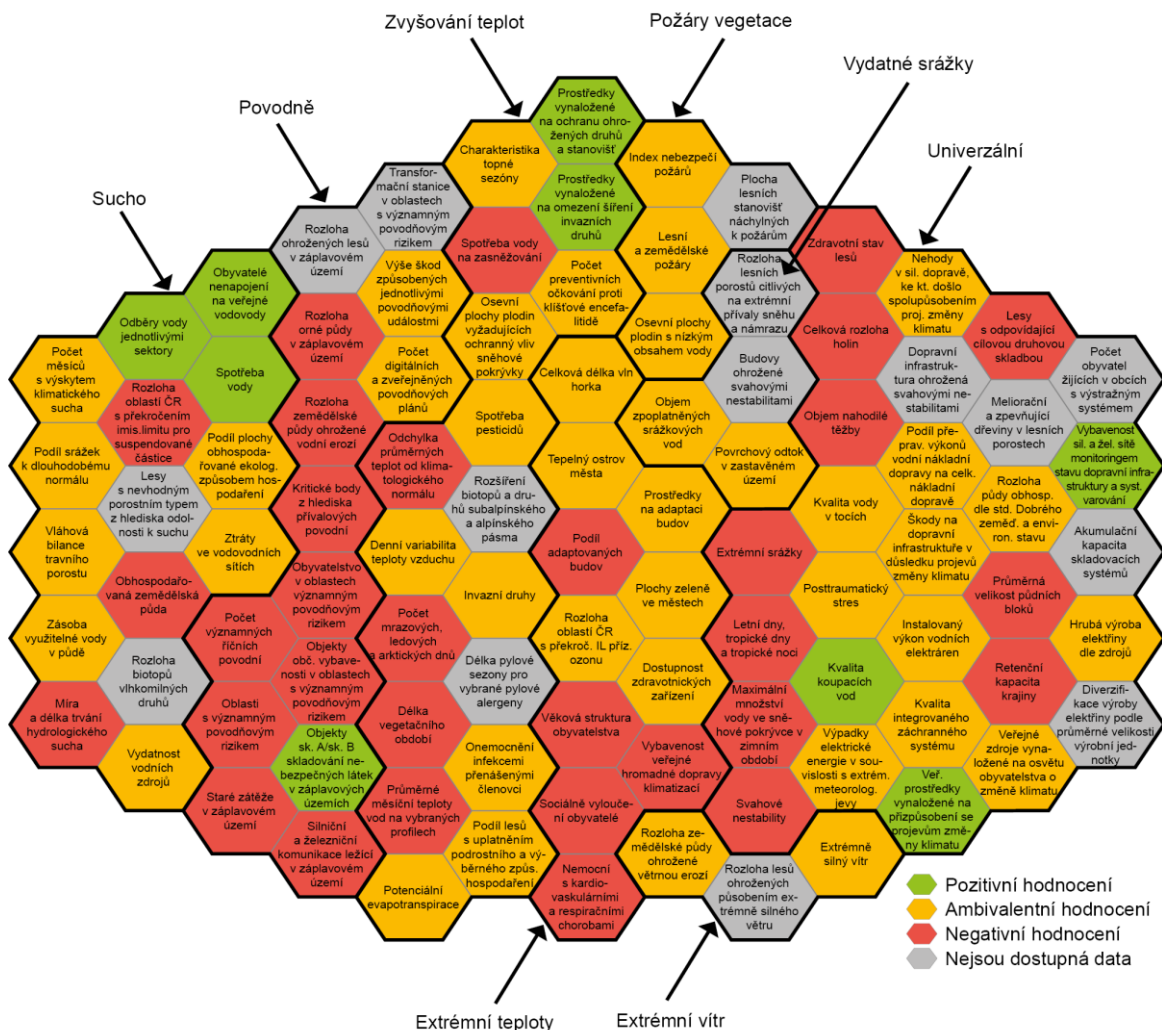 Zvyšování teplot
Požáry vegetace
Vydatné srážky
Povodně
Univerzální
Sucho
Počet
měsíců
s výskytem
klimatického
sucha
Podíl srážek
k dlouhodobému
normálu
Vláhová
bilance
travního
porostu
Zásoba
využitelné vody
v půdě
Míra
a délka trvání
hydrologického
sucha
Odběry vody
jednotlivými
sektory
Rozloha
oblastí ČR
s překročením
imis.limitu pro
suspendované
částice
Lesy
s nevhodným
porostním typem
z hlediska odol-
nosti k suchu
Obhospodařo-
vaná zemědělská
půda
Rozloha
biotopů
vlhkomilných
druhů
Vydatnost
vodních
zdrojů
Obyvatelé
nenapojení
na veřejné
vodovody
Spotřeba
vody
Podíl plochy
obhospoda-
řované ekolog.
způsobem hos-
podaření
Ztráty
ve vodovodních
sítích
Počet
významných
říčních
povodní
Oblasti
s významným
povodňovým
rizikem
Staré zátěže
v záplavovém
území
Rozloha
ohrožených lesů
v záplavovém
území
Rozloha
orné půdy
v záplavovém
území
Rozloha
zemědělské
půdy ohrožené
vodní erozí
Kritické body
z hlediska
přívalových
povodní
Obyvatelstvo
v oblastech
významným
povodňovým
rizikem
Objekty
obč. vybave-
nosti v oblastech
s významným
povodňovým
rizikem
Objekty
sk. A/sk. B
skladování ne-
bezpečných látek
v záplavových
územích
Silniční
a železniční
komunikace ležící
v záplavovém
území
Transfor-
mační stanice
v oblastech
s významným
povodňovým
rizikem
Výše škod
způsobených
jednotlivými
povodňovými
událostmi
Počet
digitálních
a zveřejněných
povodňových
plánů
Odchylka
průměrných
teplot od klima-
tologického
normálu
Denní variabilita
teploty vzduchu
Počet
mrazových,
ledových
a arktických dnů
Délka
vegetačního
období
Průměrné
měsíční teploty
vod na vybraných
profilech
Potenciální
evapotranspirace
Charakteristika
topné
sezóny
Spotřeba vody
na zasněžování
Osevní
plochy plodin
vyžadujících
ochranný vliv
sněhové
pokrývky
Spotřeba
pesticidů
Rozšíření
biotopů a dru-
hů subalpínského
a alpínského
pásma
Invazní druhy
Délka pylové
sezony pro
vybrané pylové
alergeny
Onemocnění
infekcemi
přenášenými
členovci
Podíl lesů
s uplatněním
podrostního a vý-
běrného způs.
hospodaření
Prostředky
vynaložené
na ochranu ohro-
žených druhů
a stanovišť
Prostředky
vynaložené
na omezení šíření
invazních
druhů
Počet
preventivních
očkování proti
klíšťové encefa-
litidě
Celková délka vln
horka
Tepelný ostrov
města
Podíl
adaptovaných
budov
Rozloha
oblastí ČR
s překroč. IL příz.
ozonu
Věková struktura
obyvatelstva
Sociálně vylouče-
ní obyvatelé
Nemocní
s kardio-
vaskulárními
a respiračními
chorobami
Index nebezpečí
požárů
Lesní
a zemědělské
požáry
Osevní plochy
plodin s nízkým
obsahem vody
Objem
zpoplatněných
srážkových vod
Prostředky
na adaptaci
budov
Plochy zeleně
ve městech
Dostupnost
zdravotnických
zařízení
Vybavenost
veřejné
hromadné dopravy
klimatizací
Rozloha ze-
mědělské půdy
ohrožené
větrnou erozí
Plocha
lesních
stanovišť
náchylných
k požárům
Rozloha
lesních
porostů citlivých
na extrémní
přívaly sněhu
a námrazu
Budovy
ohrožené
svahovými
nestabilitami
Povrchový odtok
v zastavěném
území
Extrémní srážky
Letní dny,
tropické dny
a tropické noci
Maximální
množství
vody ve sně-
hové pokrývce v
zimním
období
Svahové
nestability
Rozloha lesů
ohrožených
působením ex-
trémně silného
větru
Zdravotní stav
lesů
Celková rozloha
holin
Objem nahodilé
těžby
Kvalita vody
v tocích
Posttraumatický
stres
Kvalita
koupacích
vod
Výpadky
elektrické
energie v sou-
vislosti s extrém.
meteorolog.
jevy
Extrémně
silný vítr
Nehody
v sil. dopravě,
ke kt. došlo
spolupůsobením
proj. změny
klimatu
Dopravní
infrastruk-
tura ohrožená
svahovými ne-
stabilitami
Podíl pře-
prav. výkonů
vodní nákladní
dopravy na celk.
nákladní
dopravě
Škody na
dopravní
infrastruktuře v
důsledku projevů
změny klimatu
Instalovaný
výkon vodních
elektráren
Kvalita
integrovaného
záchranného
systému
Veř.
prostředky
vynaložené na
přizpůsobení se
projevům změ-
ny klimatu
Lesy
s odpovídající
cílovou druhovou
skladbou
Meliorační
a zpevňující
dřeviny v lesních
porostech
Rozloha
půdy obhosp.
dle std. Dobrého
zeměd. a envi-
ron. stavu
Průměrná
velikost půdních
bloků
Retenční
kapacita
krajiny
Veřejné
zdroje vyna-
ložené na osvětu
obyvatelstva o
změně klimatu
Počet
obyvatel
žijících v obcích
s výstražným
systémem
Vybavenost
sil. a žel. sítě
monitoringem
stavu dopravní infra-
struktury a syst.
varování
Akumulační
kapacita
skladovacích
systémů
Hrubá výroba
elektřiny
dle zdrojů
Diverzifi-
kace výroby
elektřiny podle
průměrné velikosti
výrobní jed-
notky
Pozitivní hodnocení
Ambivalentní hodnocení
Negativní hodnocení
Nejsou dostupná data
Extrémní teploty
Extrémní vítr